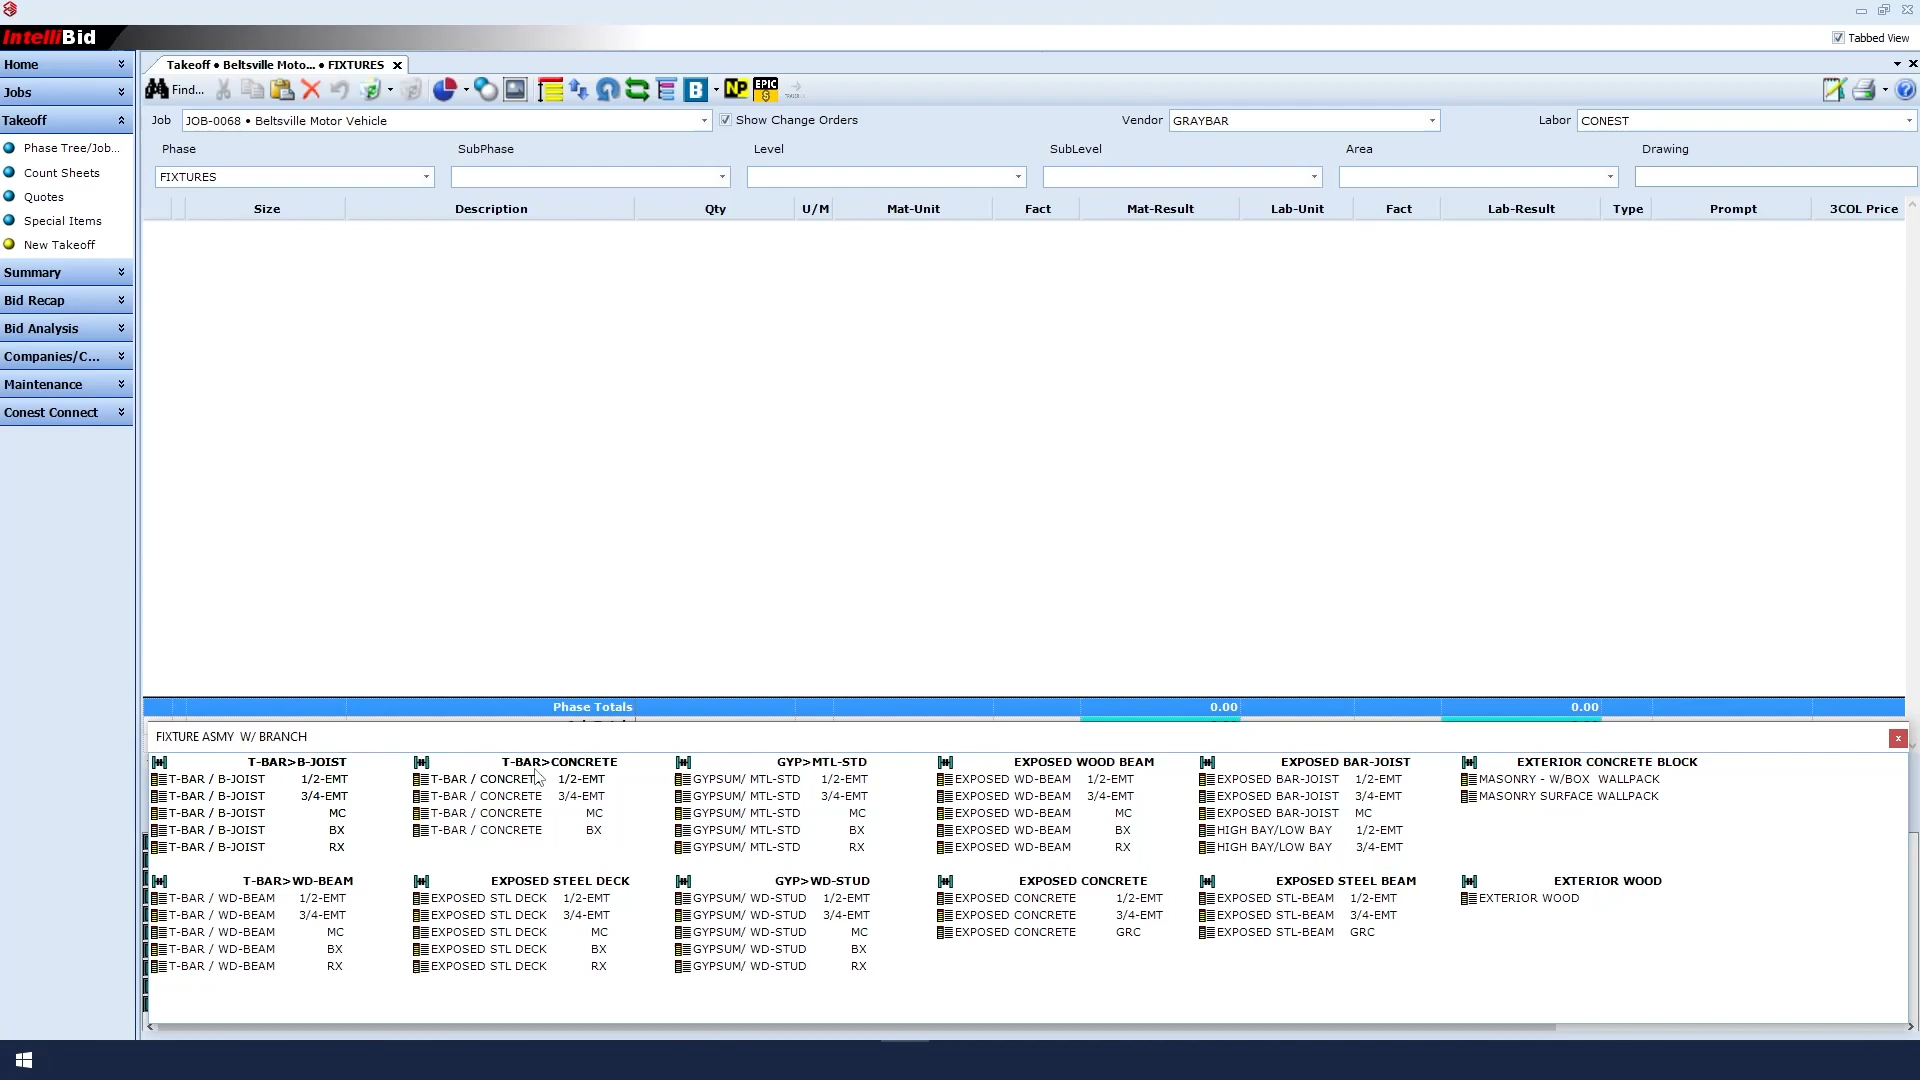 IntelliBid
Tabbed View
Home
Jobs
Takeoff
Phase Tree/Job...
Count Sheets
Quotes
Special Items
New Takeoff
Summary
Bid Recap
Bid Analysis
Companies/C...
Maintenance
Conest Connect
Takeoff • Beltsville Moto... • FIXTURES
Find... B NP EPIC $
Job JOB-0068 • Beltsville Motor Vehicle Show Change Orders Vendor GRAYBAR Labor CONEST
Phase SubPhase Level SubLevel Area Drawing
FIXTURES
Size Description Qty U/M Mat-Unit Fact Mat-Result Lab-Unit Fact Lab-Result Type Prompt 3COL Price
Phase Totals 0.00 0.00
FIXTURE ASMY W/ BRANCH
T-BAR>B-JOIST T-BAR>CONCRETE GYP>MTL-STD EXPOSED WOOD BEAM EXPOSED BAR-JOIST EXTERIOR CONCRETE BLOCK
T-BAR / B-JOIST 1/2-EMT T-BAR / CONCRETE 1/2-EMT GYPSUM/ MTL-STD 1/2-EMT EXPOSED WD-BEAM 1/2-EMT EXPOSED BAR-JOIST 1/2-EMT MASONRY - W/BOX WALLPACK
T-BAR / B-JOIST 3/4-EMT T-BAR / CONCRETE 3/4-EMT GYPSUM/ MTL-STD 3/4-EMT EXPOSED WD-BEAM 3/4-EMT EXPOSED BAR-JOIST 3/4-EMT MASONRY SURFACE WALLPACK
T-BAR / B-JOIST MC T-BAR / CONCRETE MC GYPSUM/ MTL-STD MC EXPOSED WD-BEAM MC EXPOSED BAR-JOIST MC
T-BAR / B-JOIST BX T-BAR / CONCRETE BX GYPSUM/ MTL-STD BX EXPOSED WD-BEAM BX HIGH BAY/LOW BAY 1/2-EMT
T-BAR / B-JOIST RX GYPSUM/ MTL-STD RX EXPOSED WD-BEAM RX HIGH BAY/LOW BAY 3/4-EMT
T-BAR>WD-BEAM EXPOSED STEEL DECK GYP>WD-STUD EXPOSED CONCRETE EXPOSED STEEL BEAM EXTERIOR WOOD
T-BAR / WD-BEAM 1/2-EMT EXPOSED STL DECK 1/2-EMT GYPSUM/ WD-STUD 1/2-EMT EXPOSED CONCRETE 1/2-EMT EXPOSED STL-BEAM 1/2-EMT EXTERIOR WOOD
T-BAR / WD-BEAM 3/4-EMT EXPOSED STL DECK 3/4-EMT GYPSUM/ WD-STUD 3/4-EMT EXPOSED CONCRETE 3/4-EMT EXPOSED STL-BEAM 3/4-EMT
T-BAR / WD-BEAM MC EXPOSED STL DECK MC GYPSUM/ WD-STUD MC EXPOSED CONCRETE GRC EXPOSED STL-BEAM GRC
T-BAR / WD-BEAM BX EXPOSED STL DECK BX GYPSUM/ WD-STUD BX
T-BAR / WD-BEAM RX EXPOSED STL DECK RX GYPSUM/ WD-STUD RX